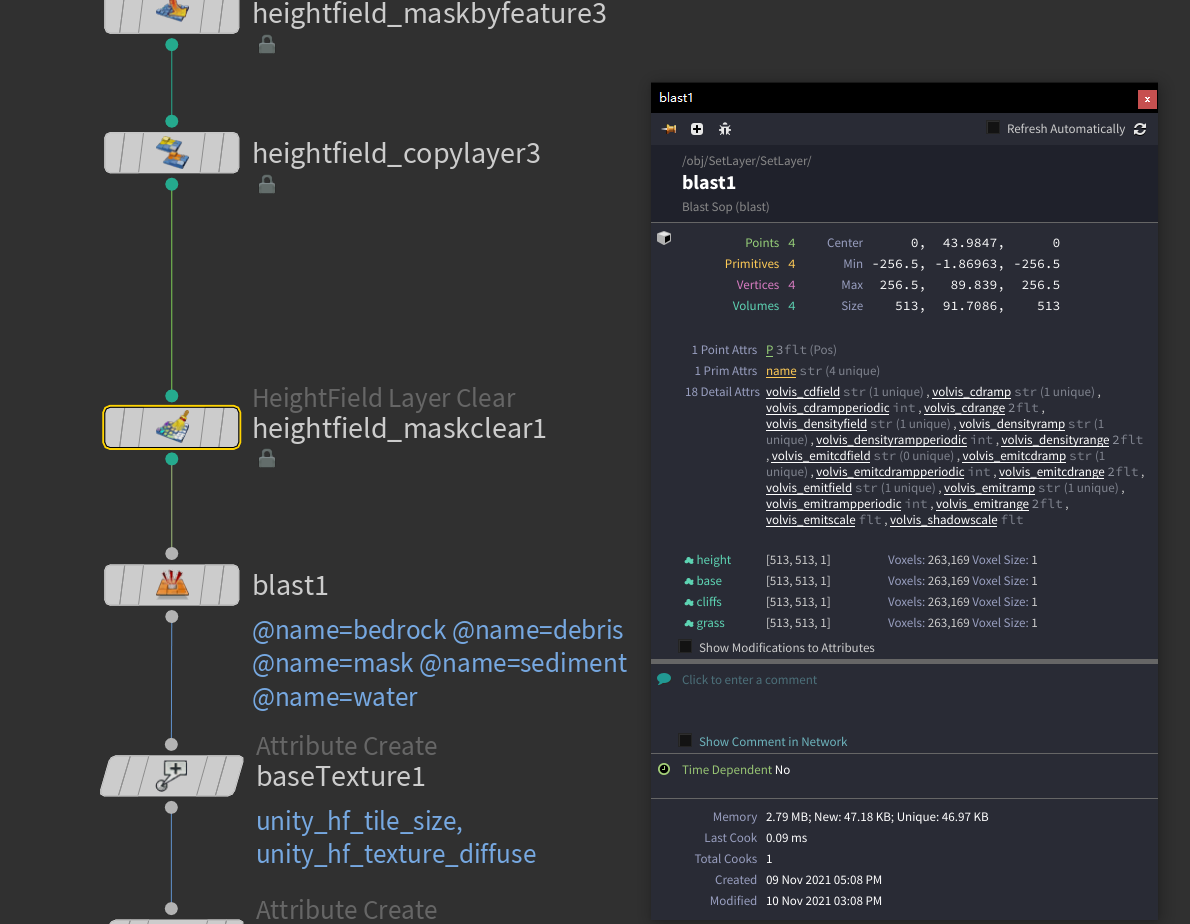 heightfield_maskbyfeature3
heightfield_copylayer3
HeightField Layer Clear
heightfield_maskclear1
blast1
@name=bedrock @name=debris
@name=mask @name=sediment
@name=water
Attribute Create
baseTexture1
unity_hf_tile_size,
unity_hf_texture_diffuse
Attribute Create
blast1
x
Refresh Automatically
/obj/SetLayer/SetLayer/
blast1
Blast Sop (blast)
Points 4 Center 0, 43.9847, 0
Primitives 4 Min -256.5, -1.86963, -256.5
Vertices 4 Max 256.5, 89.839, 256.5
Volumes 4 Size 513, 91.7086, 513
1 Point Attrs P 3flt (Pos)
1 Prim Attrs name str (4 unique)
18 Detail Attrs volvis_cdfield str (1 unique) , volvis_cdramp str (1 unique) ,
volvis_cdrampperiodic int , volvis_cdrange 2flt ,
volvis_densityfield str (1 unique) , volvis_densityramp str (1
unique) , volvis_densityrampperiodic int , volvis_densityrange 2flt
, volvis_emitcdfield str (0 unique) , volvis_emitcdramp str (1
unique) , volvis_emitcdrampperiodic int , volvis_emitcdrange 2flt ,
volvis_emitfield str (1 unique) , volvis_emitramp str (1 unique) ,
volvis_emitrampperiodic int , volvis_emitrange 2flt ,
volvis_emitscale flt , volvis_shadowscale flt
height [513, 513, 1] Voxels: 263,169 Voxel Size: 1
base [513, 513, 1] Voxels: 263,169 Voxel Size: 1
cliffs [513, 513, 1] Voxels: 263,169 Voxel Size: 1
grass [513, 513, 1] Voxels: 263,169 Voxel Size: 1
Show Modifications to Attributes
Click to enter a comment
Show Comment in Network
Time Dependent No
Memory 2.79 MB; New: 47.18 KB; Unique: 46.97 KB
Last Cook 0.09 ms
Total Cooks 1
Created 09 Nov 2021 05:08 PM
Modified 10 Nov 2021 03:08 PM